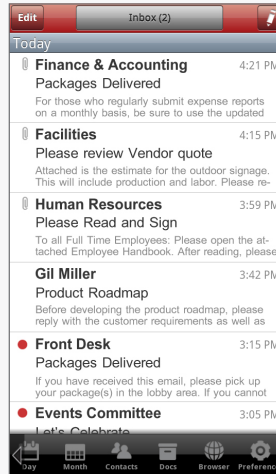 Edit
Inbox (2)
Today
Finance & Accounting 4:21 PM
Packages Delivered
For those who regularly submit expense reports
on a monthly basis, be sure to use the updated
Facilities 4:15 PM
Please review Vendor quote
Attached is the estimate for the outdoor signage.
This will include production and labor. Please re-
Human Resources 3:59 PM
Please Read and Sign
To all Full Time Employees: Please open the at-
tached Employee Handbook. After reading, please
Gil Miller 3:42 PM
Product Roadmap
Before developing the product roadmap, please
reply with the customer requirements as well as
Front Desk 3:15 PM
Packages Delivered
If you have received this email, please pick up
your package(s) in the lobby area. If you cannot
Events Committee 3:05 PM
Let's Celebrate
Day Month Contacts Docs Browser Preferenc